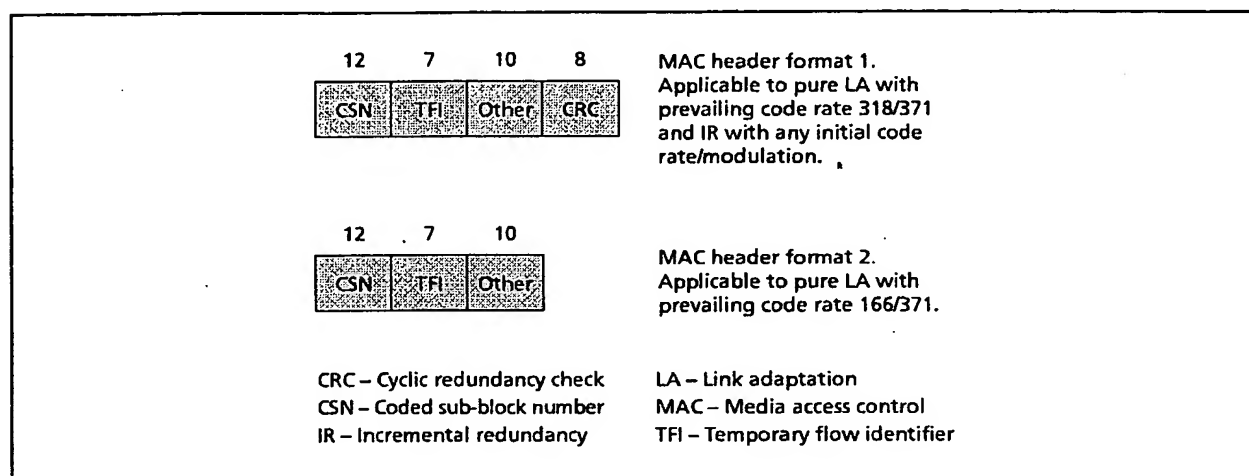 12 7 10 8
CSN TFI Other CRC
MAC header format 1.
Applicable to pure LA with
prevailing code rate 318/371
and IR with any initial code
rate/modulation.
12 7 10
CSN TFI Other
MAC header format 2.
Applicable to pure LA with
prevailing code rate 166/371.
CRC – Cyclic redundancy check
CSN – Coded sub-block number
IR – Incremental redundancy
LA – Link adaptation
MAC – Media access control
TFI – Temporary flow identifier